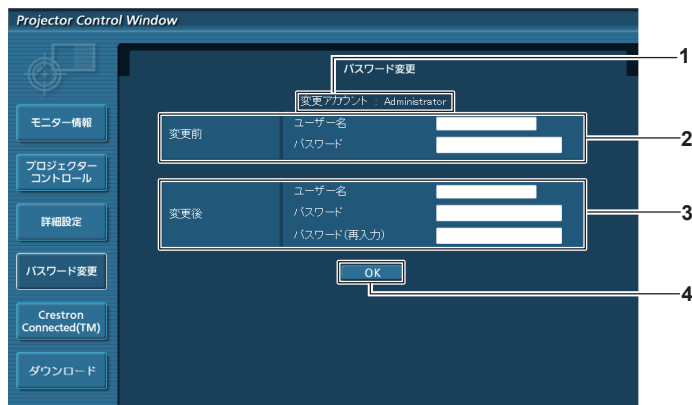 Projector Control Window
モニター情報
プロジェクター
コントロール
詳細設定
パスワード変更
Crestron
Connected(TM)
ダウンロード
パスワード変更
変更アカウント : Administrator
変更前
ユーザー名
パスワード
変更後
ユーザー名
パスワード
パスワード(再入力)
OK
1
2
3
4